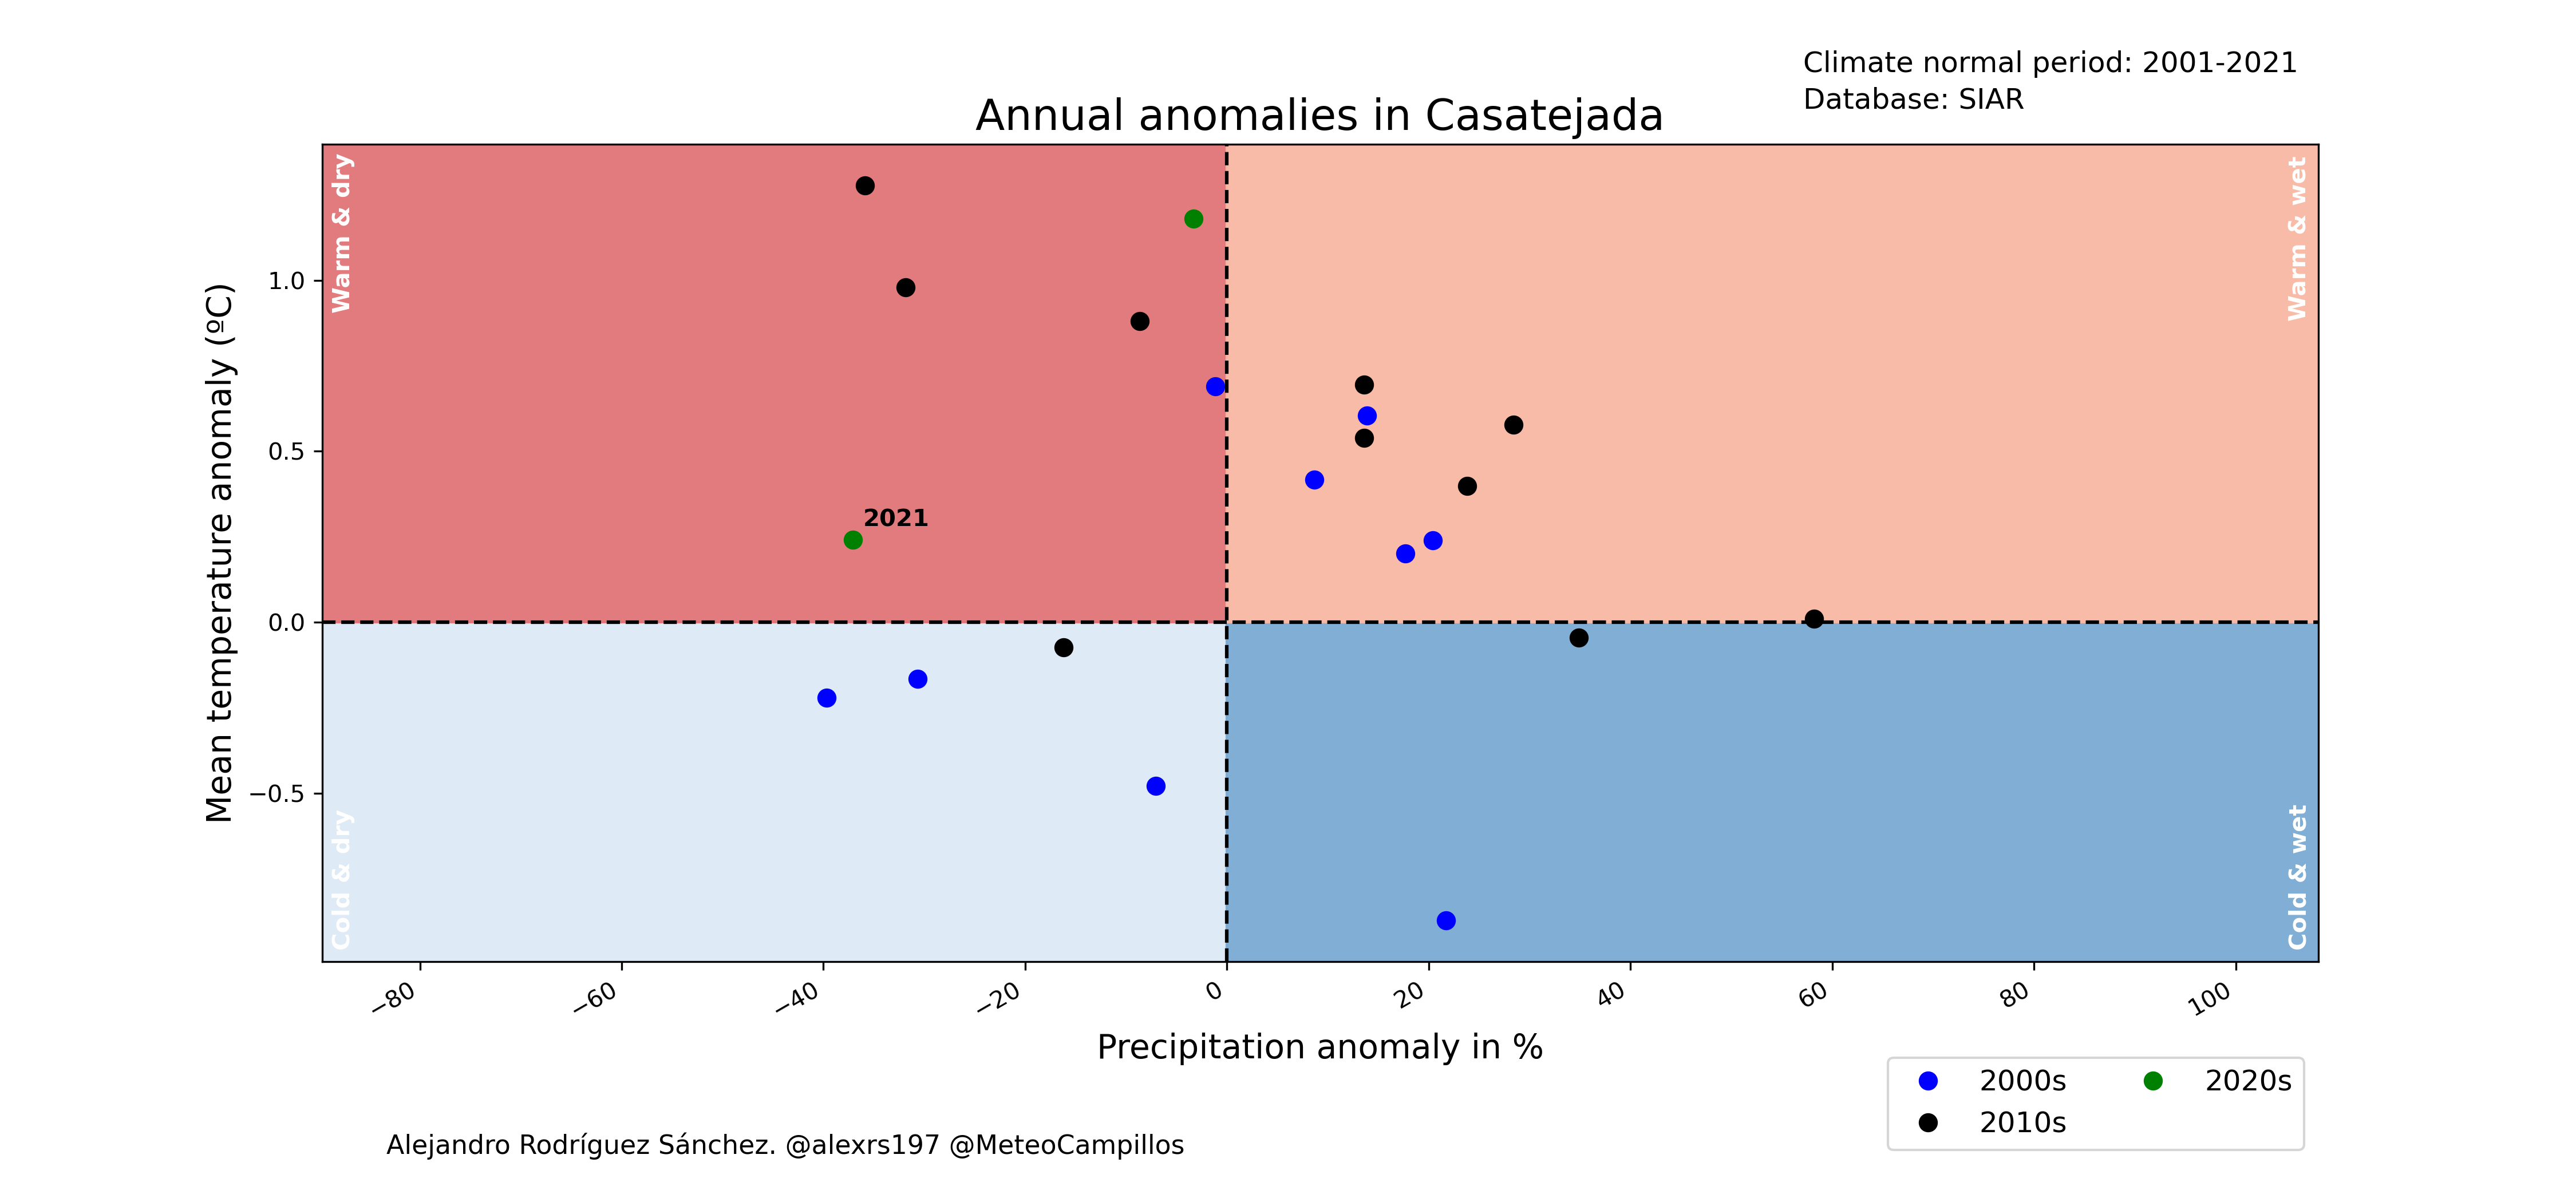 Climate normal period: 2001-2021
Database: SIAR
Annual anomalies in Casatejada
Warm & dry
Warm & wet
Mean temperature anomaly (ºC)
1.0
0.5
0.0
−0.5
2021
Cold & dry
Cold & wet
−80 −60 −40 −20 0 20 40 60 80 100
Precipitation anomaly in %
2000s 2020s
2010s
Alejandro Rodríguez Sánchez. @alexrs197 @MeteoCampillos